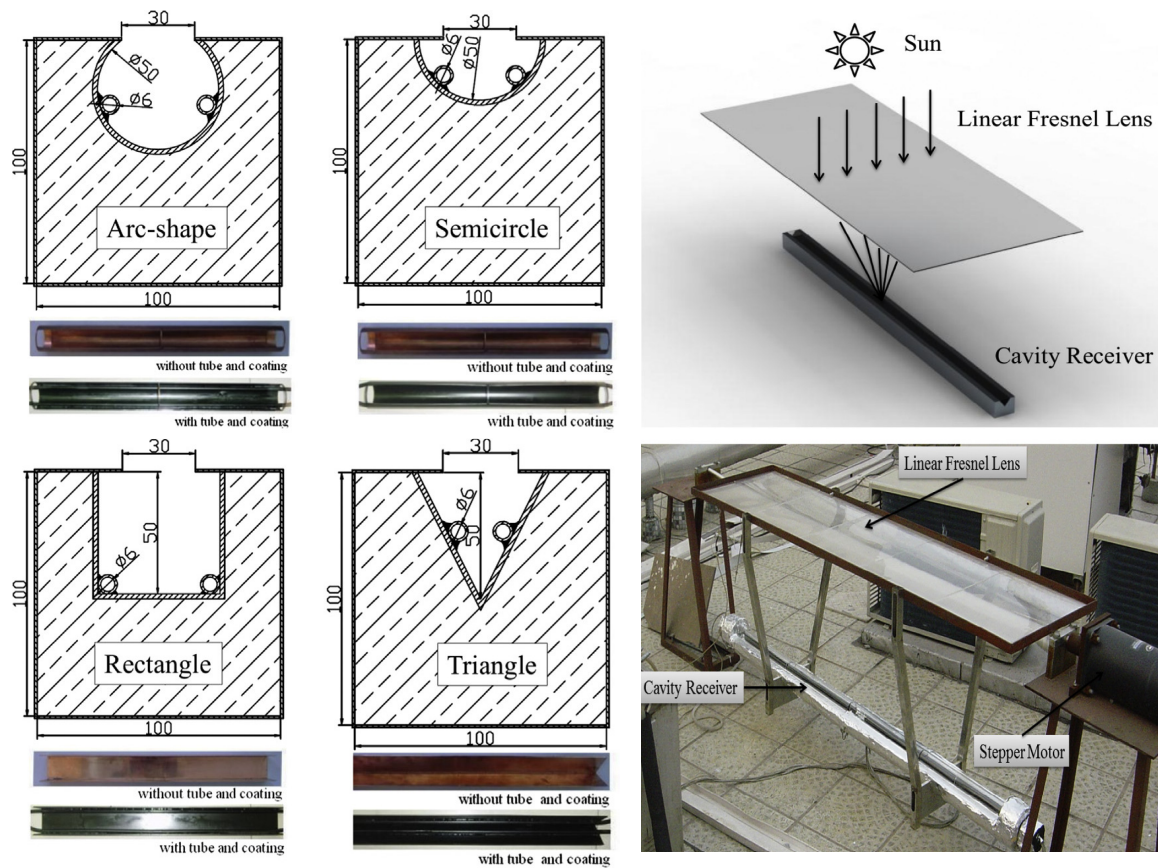 30
ø50
ø6
100
Arc-shape
100
without tube and coating
with tube and coating
30
ø6
ø50
100
Semicircle
100
without tube and coating
with tube and coating
Sun
Linear Fresnel Lens
Cavity Receiver
30
50
ø6
100
Rectangle
100
without tube and coating
with tube and coating
30
ø6
50
100
Triangle
100
without tube and coating
with tube and coating
Linear Fresnel Lens
Cavity Receiver
Stepper Motor